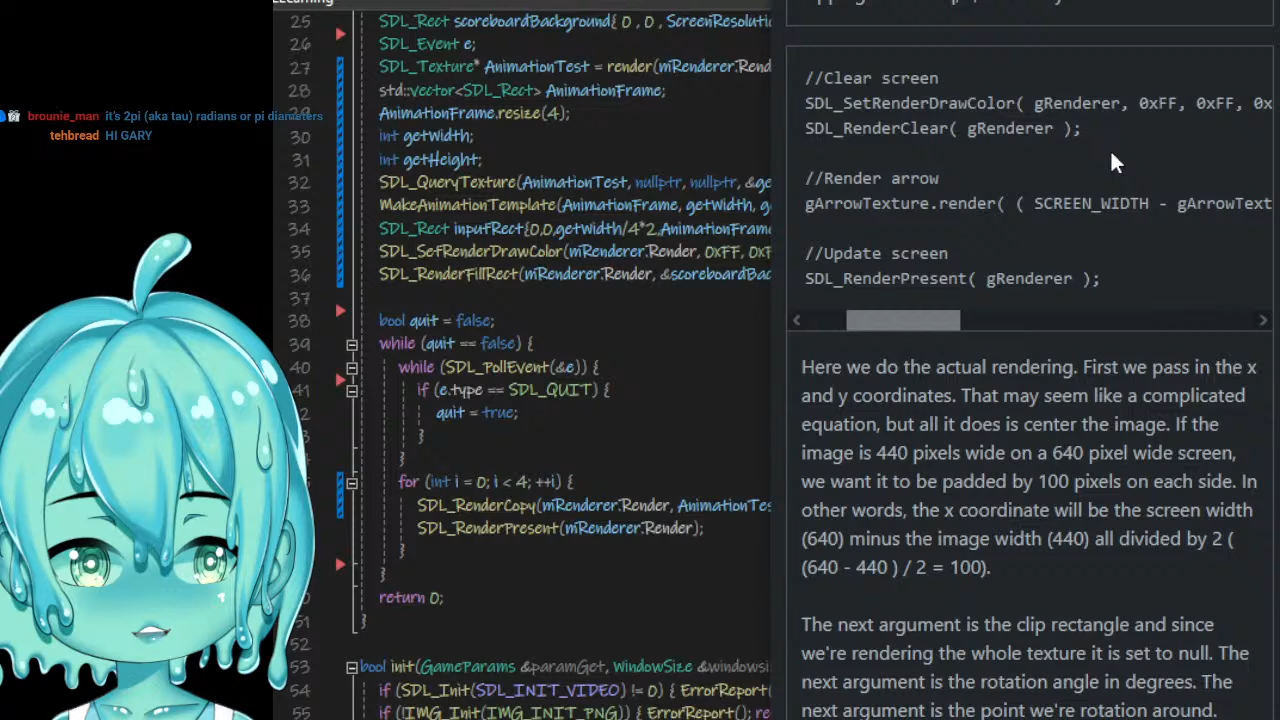 25 SDL_Rect scoreboardBackground{ 0 , 0 , ScreenResolution
26 SDL_Event e;
27 SDL_Texture* AnimationTest = render(mRenderer.Rend
28 std::vector<SDL_Rect> AnimationFrame;
29 AnimationFrame.resize(4);
30 int getWidth;
31 int getHeight;
32 SDL_QueryTexture(AnimationTest, nullptr, nullptr, &ge
33 MakeAnimationTemplate(AnimationFrame, getWidth, g
34 SDL_Rect inputRect{0,0,getWidth/4*2,AnimationFrame
35 SDL_SetRenderDrawColor(mRenderer.Render, 0xFF, 0xF
36 SDL_RenderFillRect(mRenderer.Render, &scoreboardBac
37
38 bool quit = false;
39 while (quit == false) {
40 while (SDL_PollEvent(&e)) {
41 if (e.type == SDL_QUIT) {
quit = true;
}
}
for (int i = 0; i < 4; ++i) {
SDL_RenderCopy(mRenderer.Render, AnimationTes
SDL_RenderPresent(mRenderer.Render);
}
}
return 0;
51 }
52
53 bool init(GameParams &paramGet, WindowSize &windowsi
54 if (SDL_Init(SDL_INIT_VIDEO) != 0) { ErrorReport(
55 if (!IMG_Init(IMG_INIT_PNG)) { ErrorReport(); re
brounie_man it's 2pi (aka tau) radians or pi diameters
tehbread HI GARY
//Clear screen
SDL_SetRenderDrawColor( gRenderer, 0xFF, 0xFF, 0x
SDL_RenderClear( gRenderer );
//Render arrow
gArrowTexture.render( ( SCREEN_WIDTH - gArrowText
//Update screen
SDL_RenderPresent( gRenderer );
Here we do the actual rendering. First we pass in the x
and y coordinates. That may seem like a complicated
equation, but all it does is center the image. If the
image is 440 pixels wide on a 640 pixel wide screen,
we want it to be padded by 100 pixels on each side. In
other words, the x coordinate will be the screen width
(640) minus the image width (440) all divided by 2 (
(640 - 440 ) / 2 = 100).
The next argument is the clip rectangle and since
we're rendering the whole texture it is set to null. The
next argument is the rotation angle in degrees. The
next argument is the point we're rotation around.